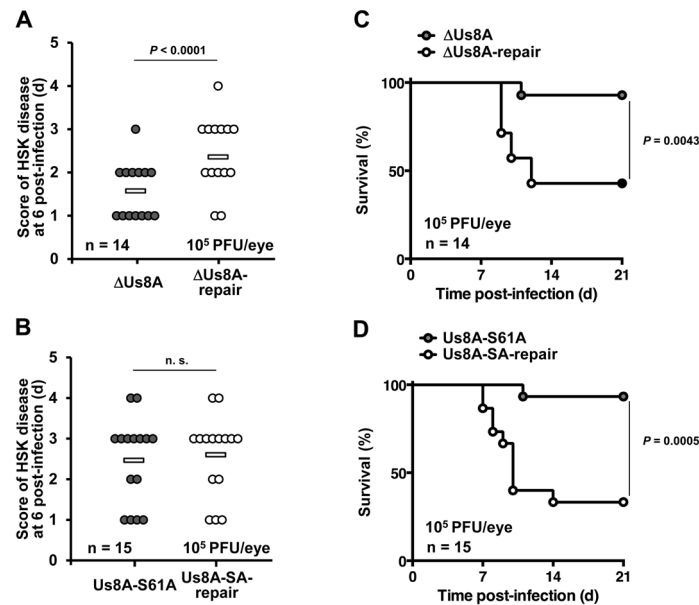 A
Score of HSK disease
at 6 post-infection (d)
5
4
3
2
1
0
P < 0.0001
n = 14
10⁵ PFU/eye
ΔUs8A
ΔUs8A-
repair
C
ΔUs8A
ΔUs8A-repair
Survival (%)
100
50
0
P = 0.0043
10⁵ PFU/eye
n = 14
0 7 14 21
Time post-infection (d)
B
Score of HSK disease
at 6 post-infection (d)
5
4
3
2
1
0
n. s.
n = 15
10⁵ PFU/eye
Us8A-S61A
Us8A-SA-
repair
D
Us8A-S61A
Us8A-SA-repair
Survival (%)
100
50
0
P = 0.0005
10⁵ PFU/eye
n = 15
0 7 14 21
Time post-infection (d)